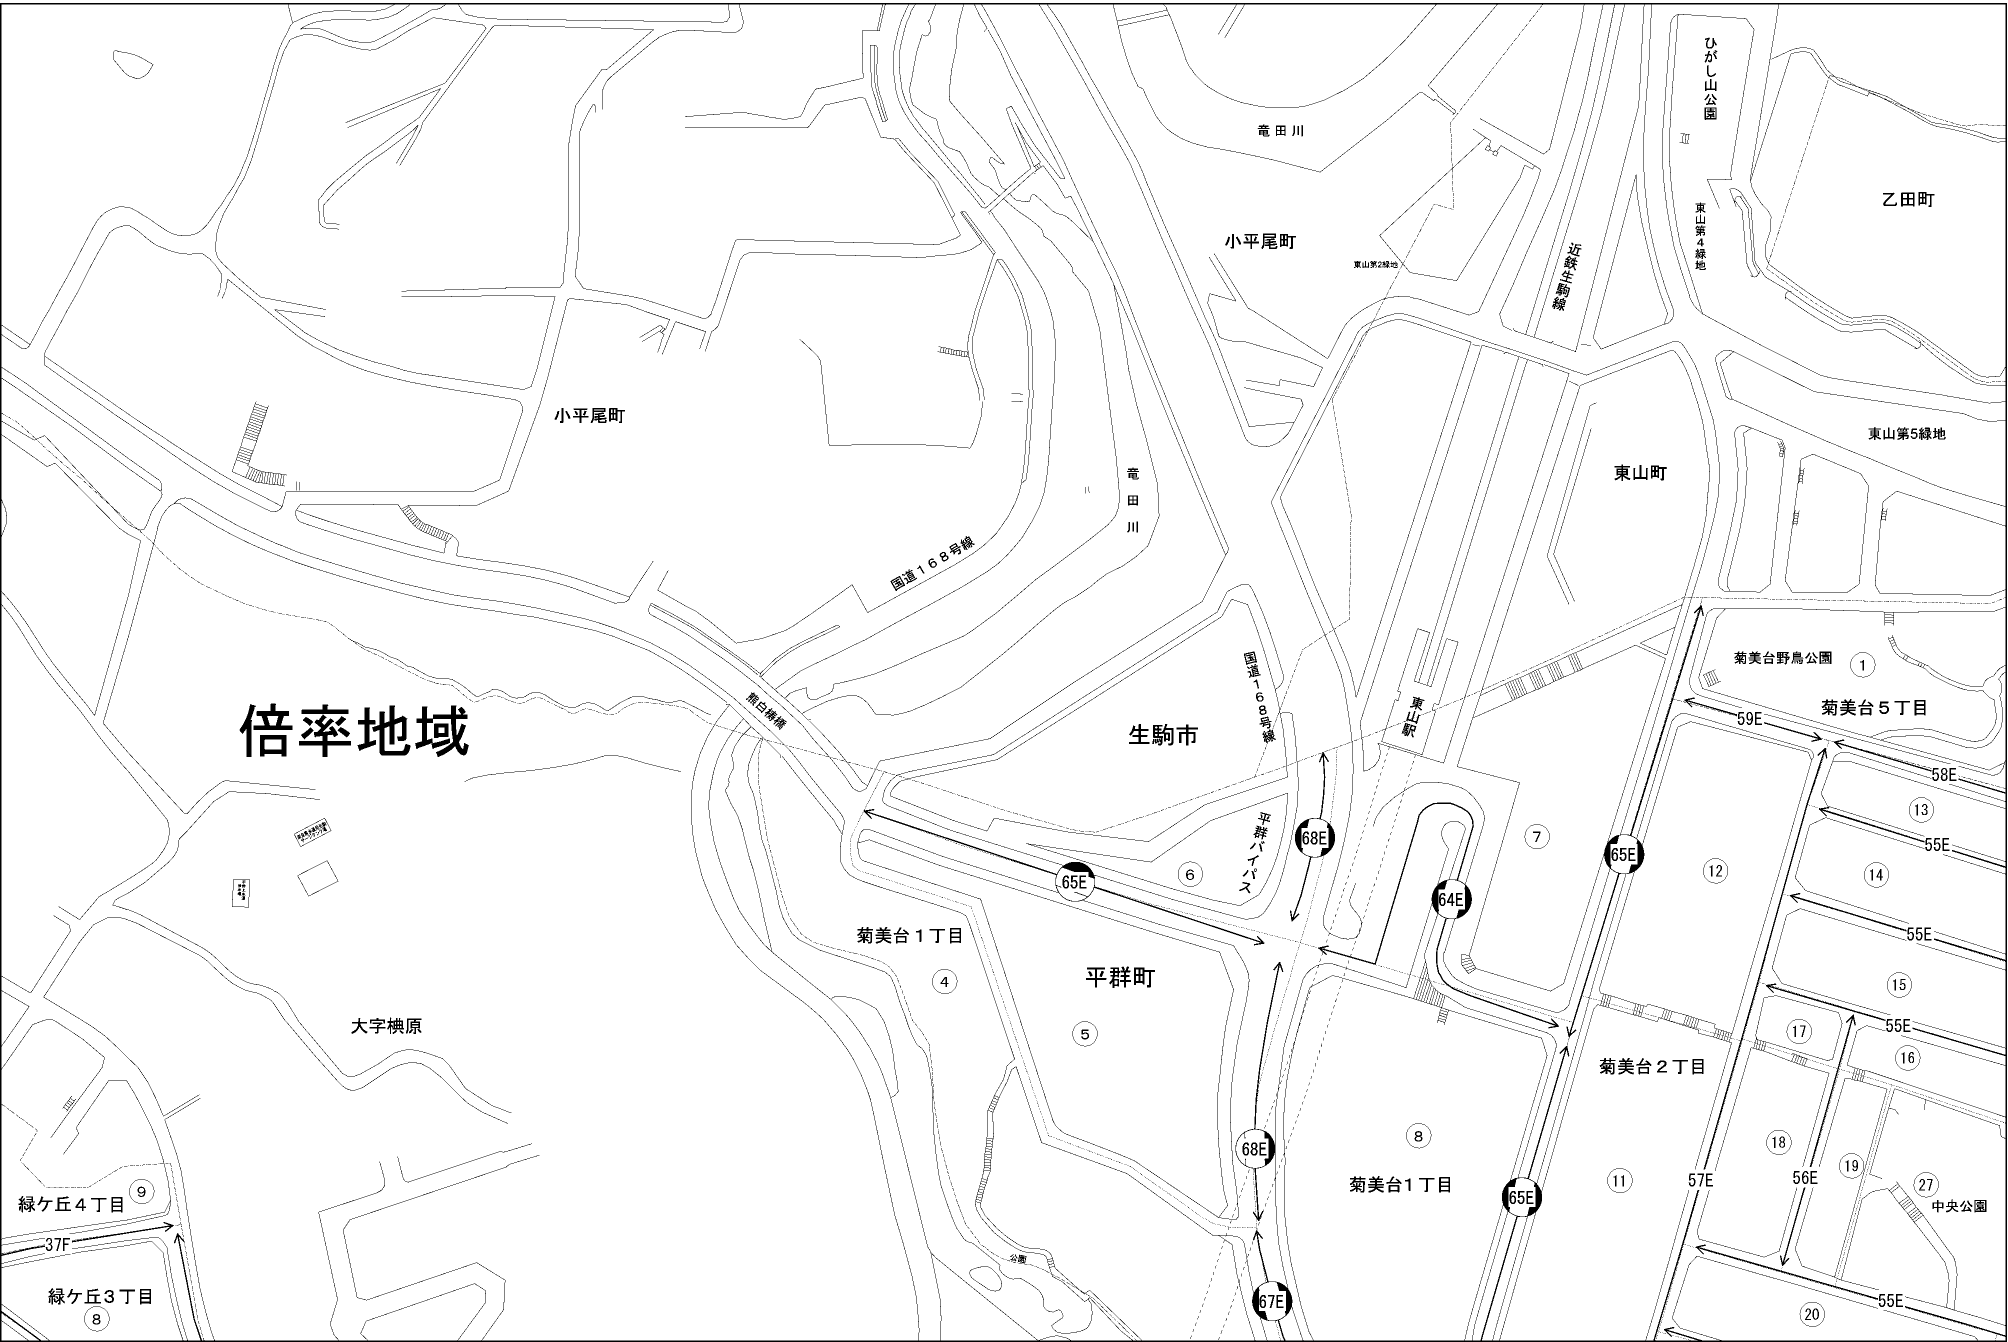 ひがし山公園
竜田川
乙田町
東山第4緑地
小平尾町
東山第2緑地
近鉄生駒線
小平尾町
東山第5緑地
東山町
竜田川
国道168号線
菊美台野鳥公園
1
国道168号線
熊白梼橋
東山駅
菊美台5丁目
倍率地域
生駒市
59E
58E
13
55E
平群バイパス
68E
7
65E
12
14
6
65E
64E
菊美台1丁目
55E
平群町
4
15
大字椣原
5
55E
17
16
菊美台2丁目
8
68E
18
19
56E
57E
11
27
中央公園
菊美台1丁目
65E
9
緑ケ丘4丁目
37F
公園
緑ケ丘3丁目
8
67E
55E
20